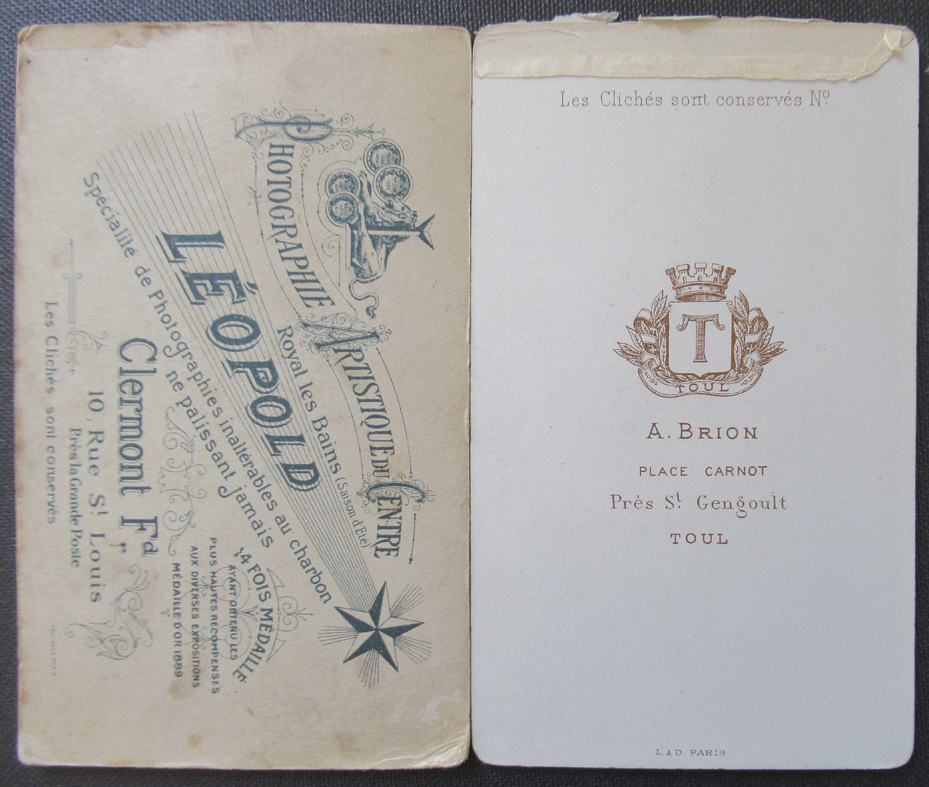 PHOTOGRAPHIE ARTISTIQUE DU CENTRE
Royal les Bains (Saison d'Eté)
LÉOPOLD
Spécialité de Photographies inaltérables au charbon
ne palissant jamais
14 FOIS MÉDAILLÉE
AYANT OBTENU LES
PLUS HAUTES RÉCOMPENSES
AUX DIVERSES EXPOSITIONS
MÉDAILLE D'OR 1889
Clermont Fd
10 Rue St Louis
Près la Grande Poste
Les Clichés sont conservés
Les Clichés sont conservés No
T
TOUL
A. BRION
PLACE CARNOT
Près St Gengoult
TOUL
L. & D. PARIS